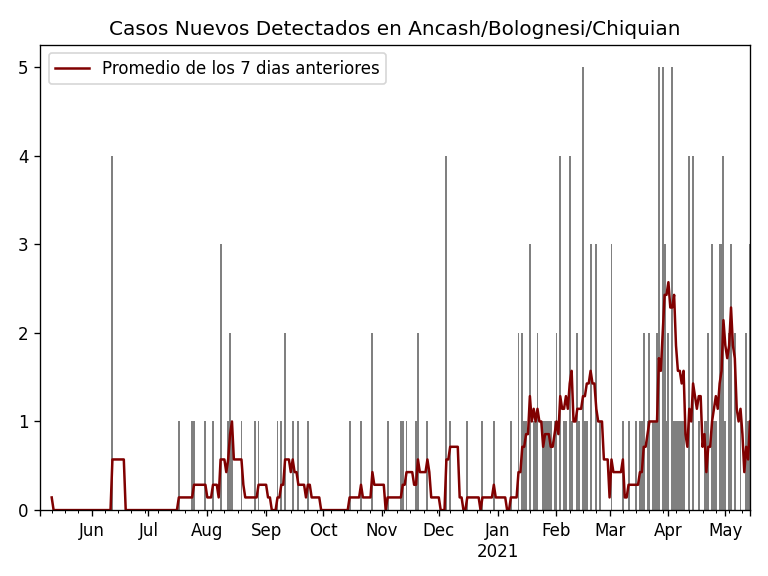 Casos Nuevos Detectados en Ancash/Bolognesi/Chiquian
Promedio de los 7 dias anteriores
5
4
3
2
1
0
Jun Jul Aug Sep Oct Nov Dec Jan Feb Mar Apr May
2021